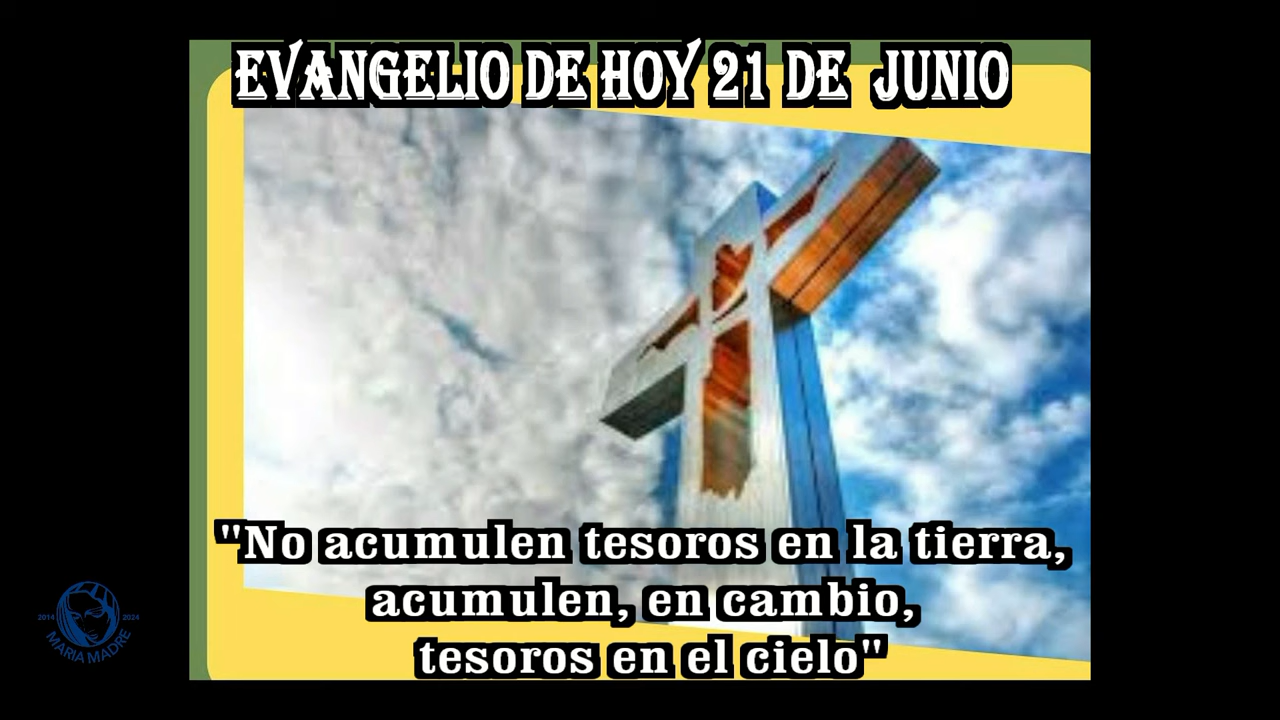 EVANGELIO DE HOY 21 DE JUNIO
"No acumulen tesoros en la tierra,
acumulen, en cambio,
tesoros en el cielo"
2014 2024
MARIA MADRE